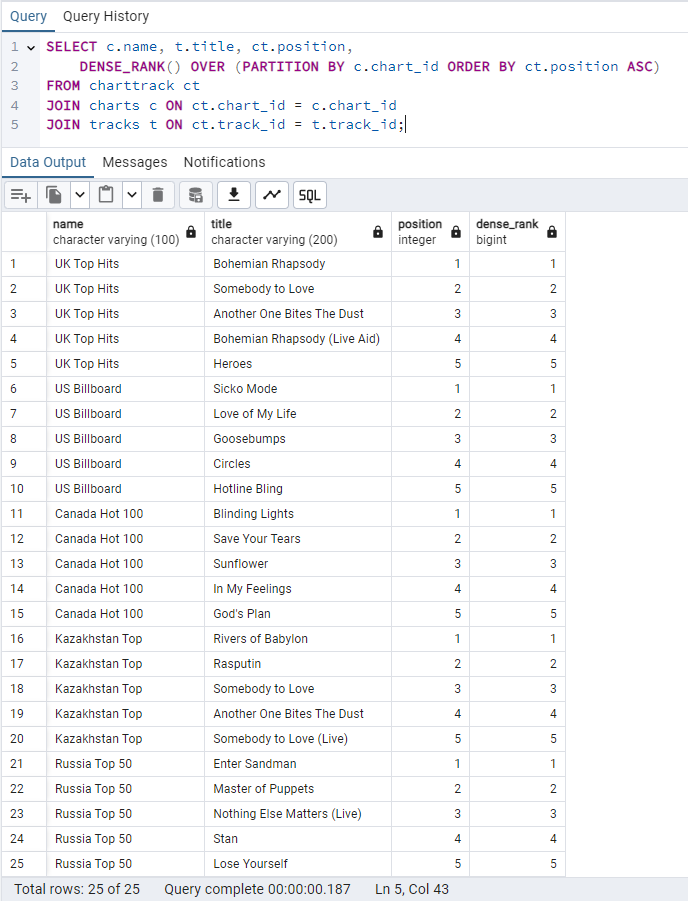 Query Query History
1 SELECT c.name, t.title, ct.position,
2 DENSE_RANK() OVER (PARTITION BY c.chart_id ORDER BY ct.position ASC)
3 FROM charttrack ct
4 JOIN charts c ON ct.chart_id = c.chart_id
5 JOIN tracks t ON ct.track_id = t.track_id;
Data Output Messages Notifications
SQL
name title position dense_rank
character varying (100) character varying (200) integer bigint
1 UK Top Hits Bohemian Rhapsody 1 1
2 UK Top Hits Somebody to Love 2 2
3 UK Top Hits Another One Bites The Dust 3 3
4 UK Top Hits Bohemian Rhapsody (Live Aid) 4 4
5 UK Top Hits Heroes 5 5
6 US Billboard Sicko Mode 1 1
7 US Billboard Love of My Life 2 2
8 US Billboard Goosebumps 3 3
9 US Billboard Circles 4 4
10 US Billboard Hotline Bling 5 5
11 Canada Hot 100 Blinding Lights 1 1
12 Canada Hot 100 Save Your Tears 2 2
13 Canada Hot 100 Sunflower 3 3
14 Canada Hot 100 In My Feelings 4 4
15 Canada Hot 100 God's Plan 5 5
16 Kazakhstan Top Rivers of Babylon 1 1
17 Kazakhstan Top Rasputin 2 2
18 Kazakhstan Top Somebody to Love 3 3
19 Kazakhstan Top Another One Bites The Dust 4 4
20 Kazakhstan Top Somebody to Love (Live) 5 5
21 Russia Top 50 Enter Sandman 1 1
22 Russia Top 50 Master of Puppets 2 2
23 Russia Top 50 Nothing Else Matters (Live) 3 3
24 Russia Top 50 Stan 4 4
25 Russia Top 50 Lose Yourself 5 5
Total rows: 25 of 25 Query complete 00:00:00.187 Ln 5, Col 43